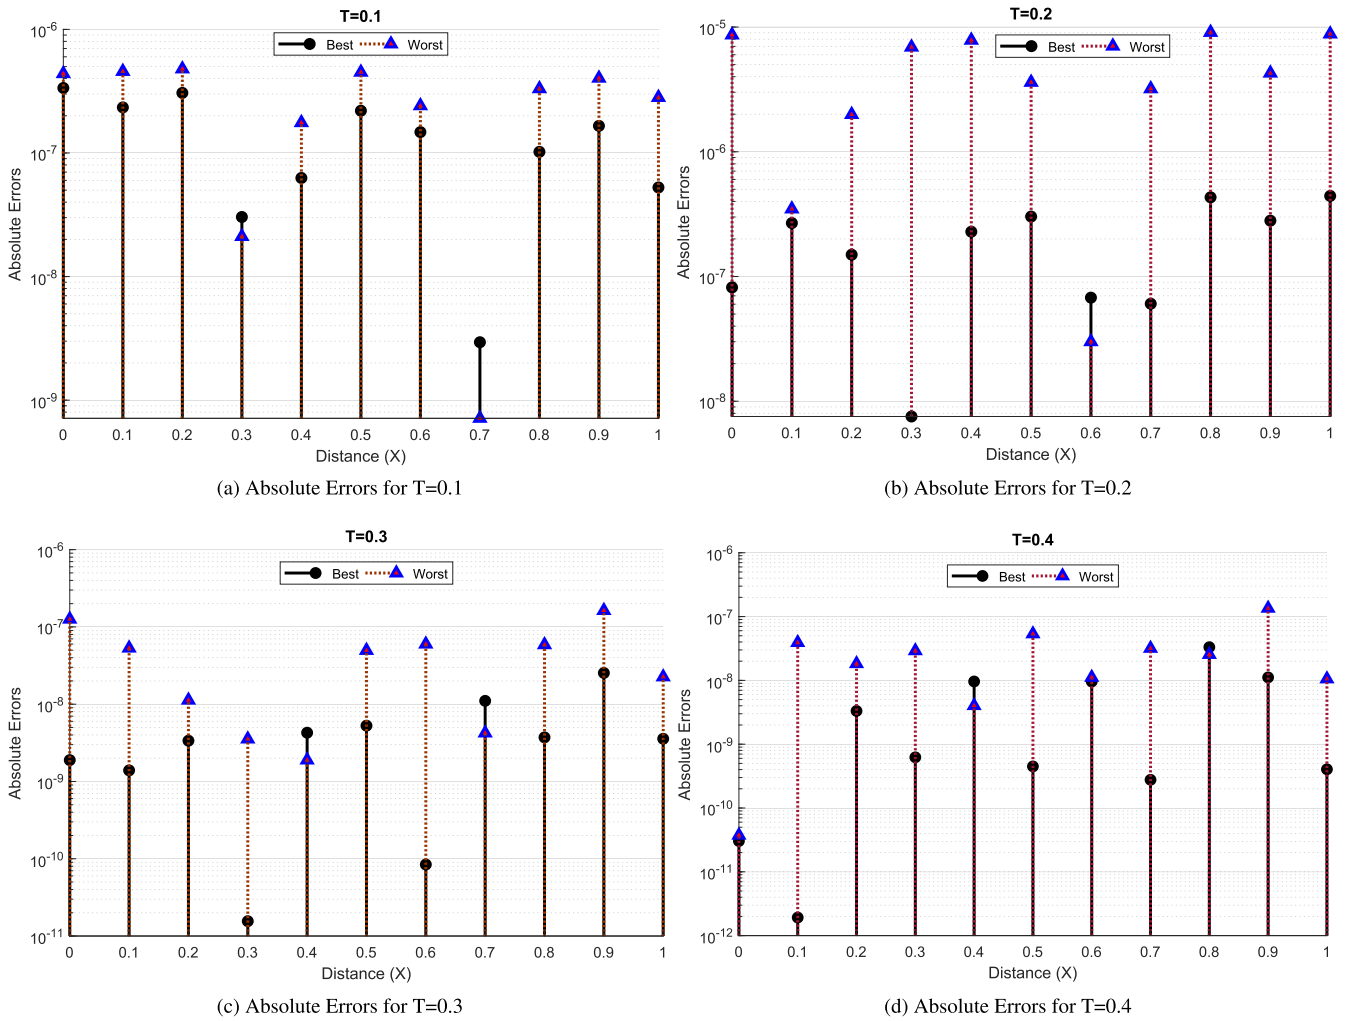 T=0.1
Best Worst
10^-6
10^-7
10^-8
10^-9
Absolute Errors
0 0.1 0.2 0.3 0.4 0.5 0.6 0.7 0.8 0.9 1
Distance (X)
(a) Absolute Errors for T=0.1
T=0.2
Best Worst
10^-5
10^-6
10^-7
10^-8
Absolute Errors
0 0.1 0.2 0.3 0.4 0.5 0.6 0.7 0.8 0.9 1
Distance (X)
(b) Absolute Errors for T=0.2
T=0.3
Best Worst
10^-6
10^-7
10^-8
10^-9
10^-10
10^-11
Absolute Errors
0 0.1 0.2 0.3 0.4 0.5 0.6 0.7 0.8 0.9 1
Distance (X)
(c) Absolute Errors for T=0.3
T=0.4
Best Worst
10^-6
10^-7
10^-8
10^-9
10^-10
10^-11
10^-12
Absolute Errors
0 0.1 0.2 0.3 0.4 0.5 0.6 0.7 0.8 0.9 1
Distance (X)
(d) Absolute Errors for T=0.4